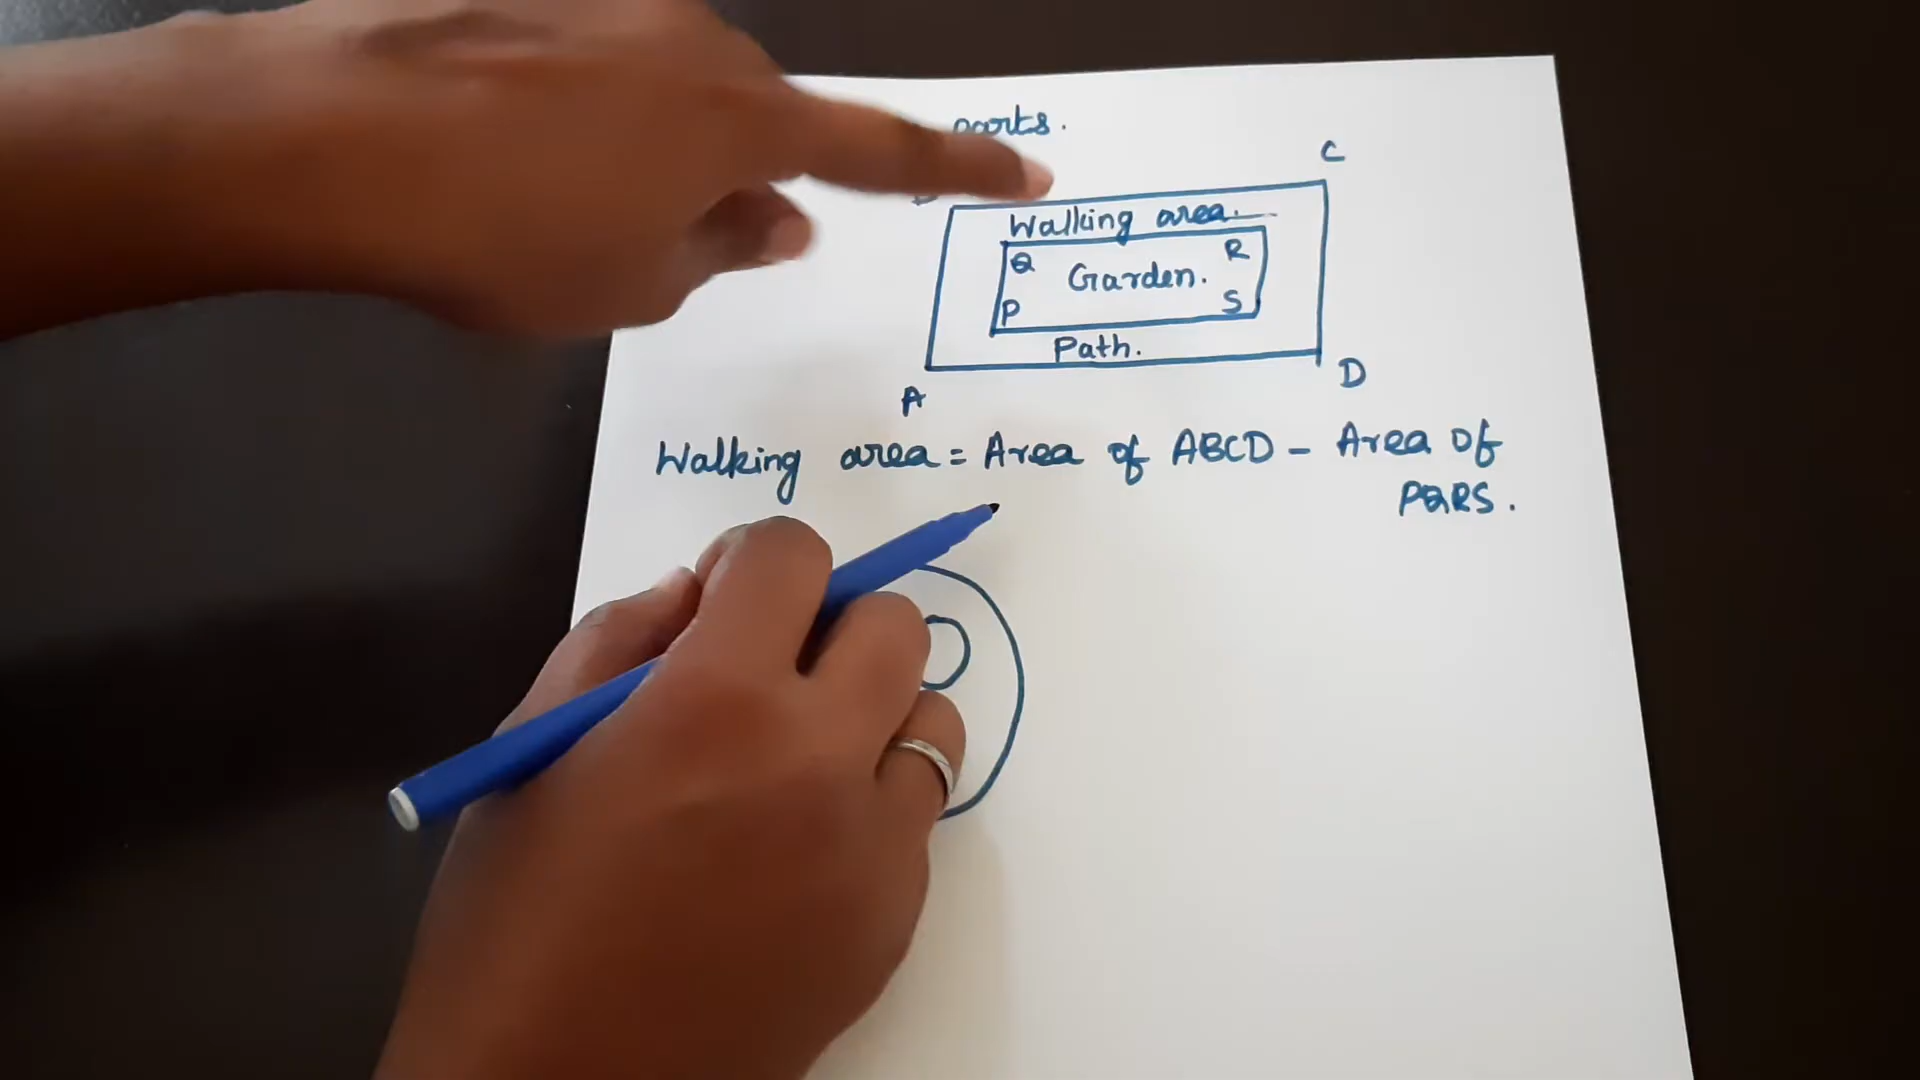 parts.
C
Walking area.
Q R
Garden.
P S
Path.
A D
Walking area = Area of ABCD - Area of
PQRS.